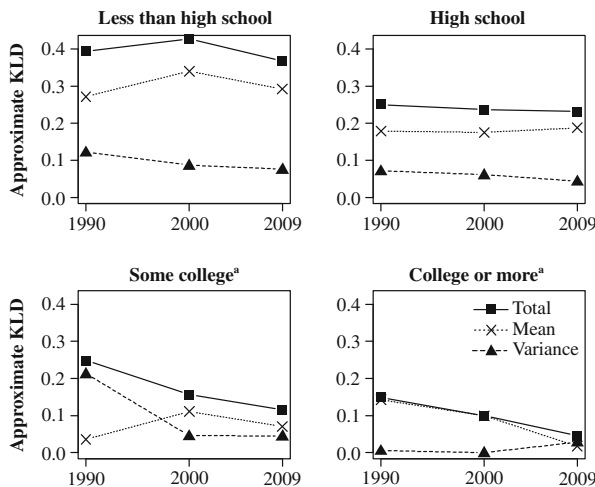 Less than high school
High school
Approximate KLD
0.4
0.3
0.2
0.1
0.0
1990 2000 2009
0.4
0.3
0.2
0.1
0.0
1990 2000 2009
Some collegeᵃ
College or moreᵃ
Approximate KLD
0.4
0.3
0.2
0.1
0.0
1990 2000 2009
0.4
0.3
0.2
0.1
0.0
1990 2000 2009
Total
Mean
Variance